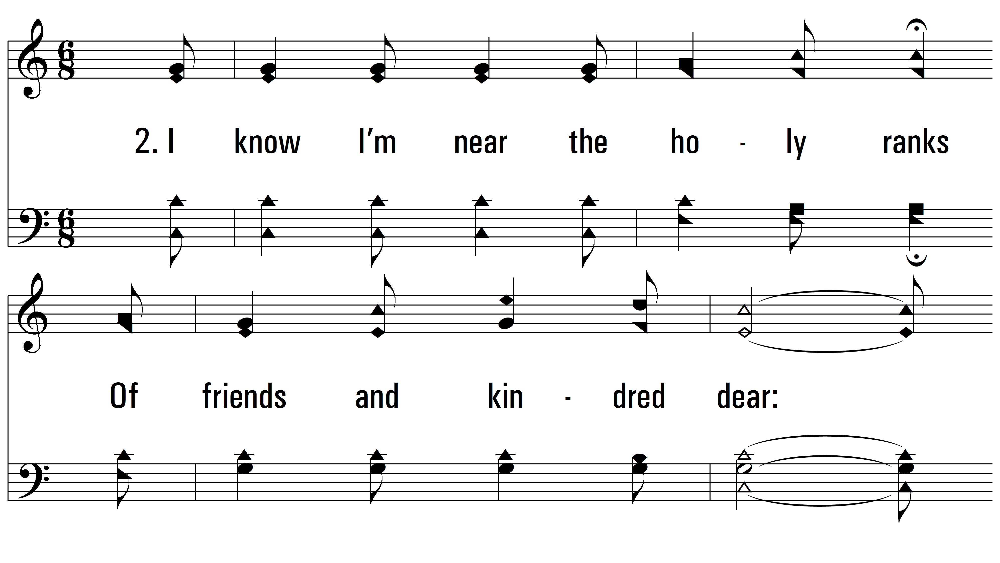 2. I know I’m near the ho - ly ranks
Of friends and kin - dred dear: